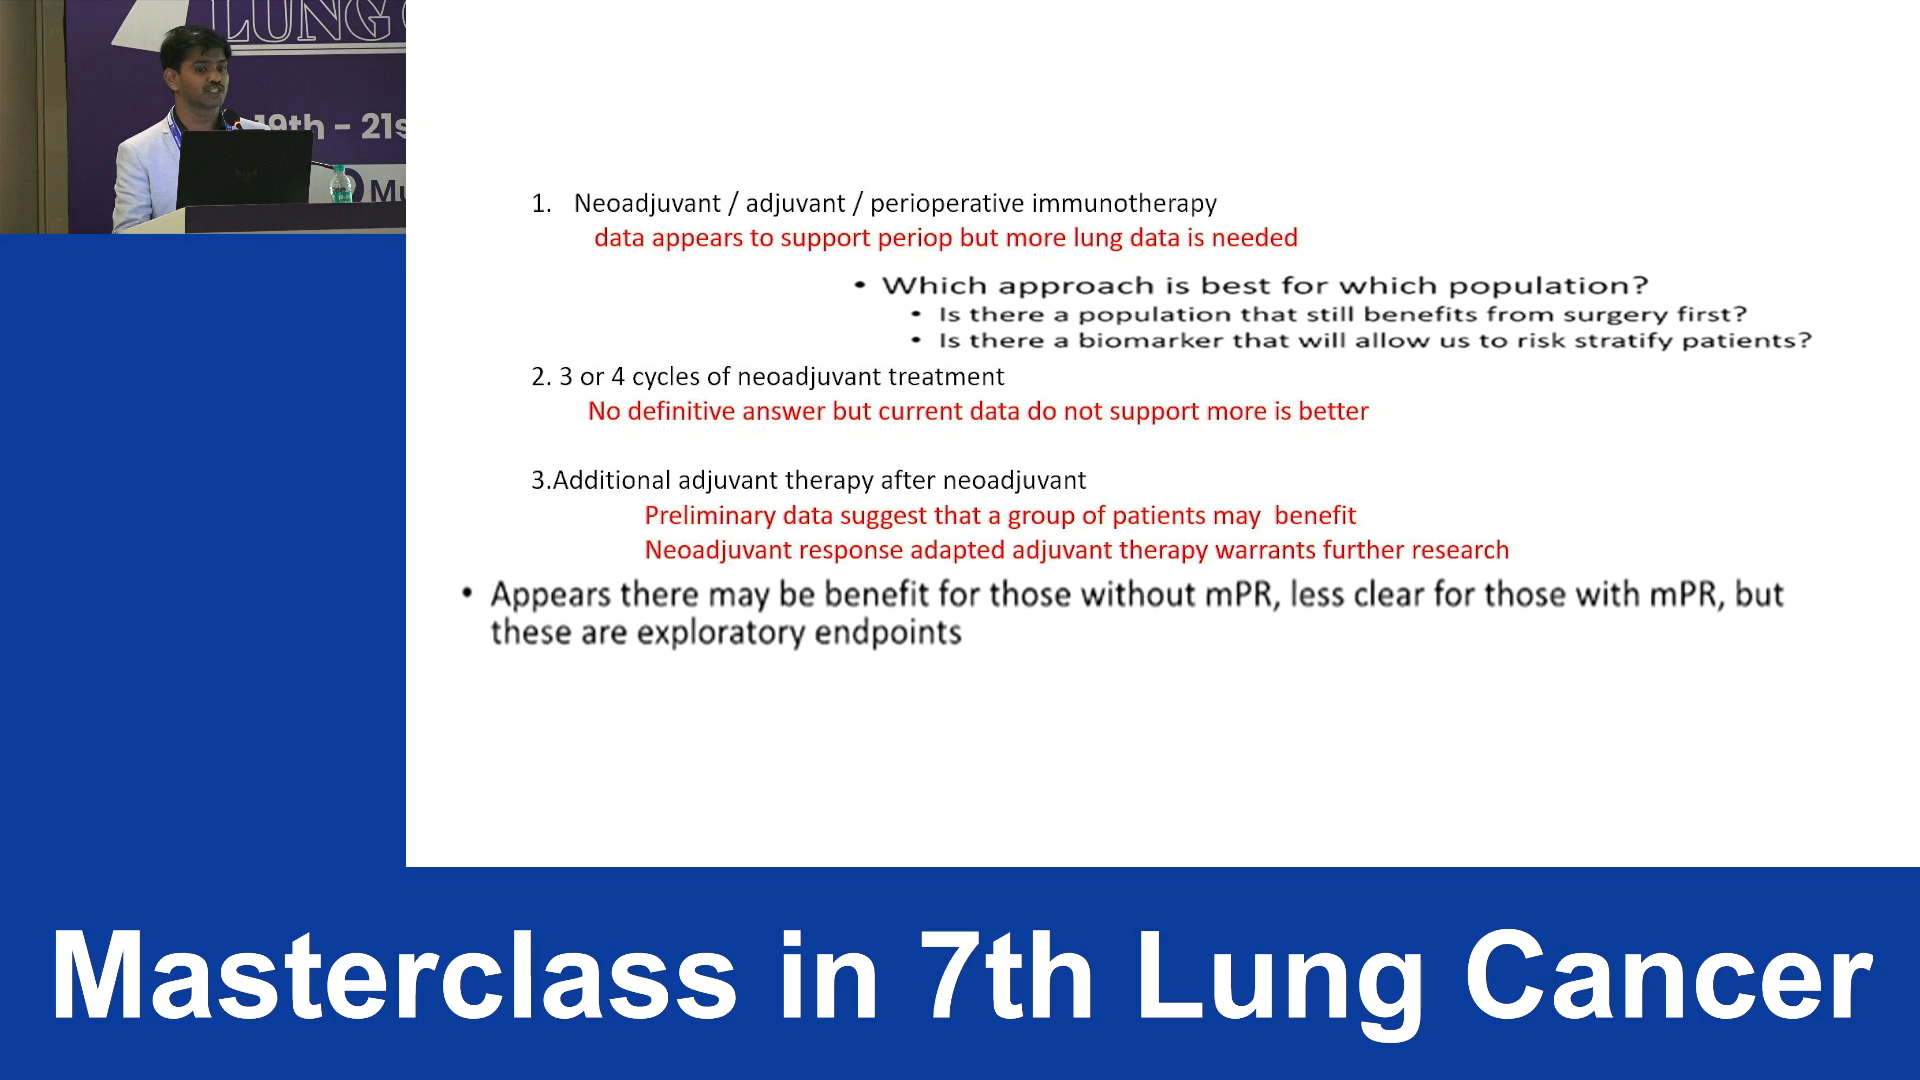 LUNG
19th - 21s
Mu
1. Neoadjuvant / adjuvant / perioperative immunotherapy
data appears to support periop but more lung data is needed
• Which approach is best for which population?
• Is there a population that still benefits from surgery first?
• Is there a biomarker that will allow us to risk stratify patients?
2. 3 or 4 cycles of neoadjuvant treatment
No definitive answer but current data do not support more is better
3.Additional adjuvant therapy after neoadjuvant
Preliminary data suggest that a group of patients may  benefit
Neoadjuvant response adapted adjuvant therapy warrants further research
• Appears there may be benefit for those without mPR, less clear for those with mPR, but
these are exploratory endpoints
Masterclass in 7th Lung Cancer